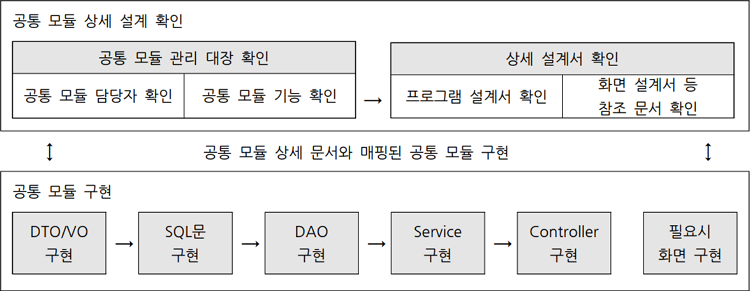 공통 모듈 상세 설계 확인
공통 모듈 관리 대장 확인
공통 모듈 담당자 확인
공통 모듈 기능 확인
→
상세 설계서 확인
프로그램 설계서 확인
화면 설계서 등
참조 문서 확인
↕ 공통 모듈 상세 문서와 매핑된 공통 모듈 구현 ↕
공통 모듈 구현
DTO/VO
구현
→
SQL문
구현
→
DAO
구현
→
Service
구현
→
Controller
구현
필요시
화면 구현